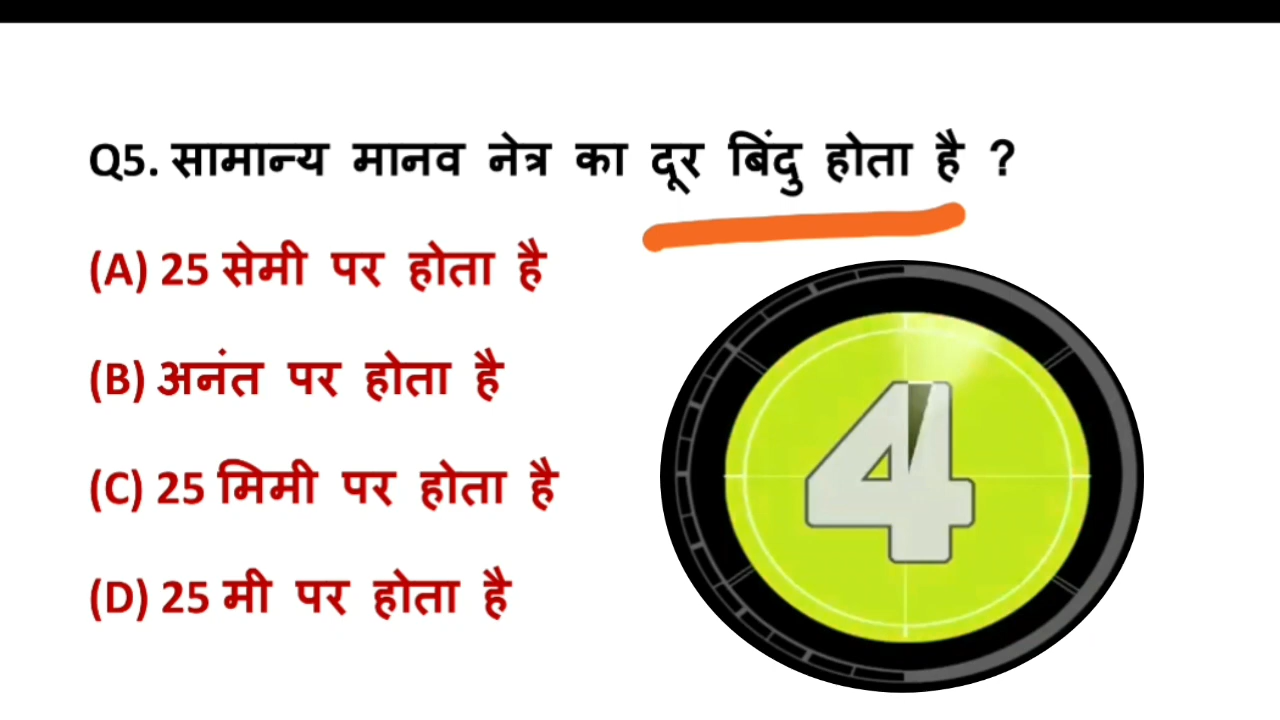 Q5. सामान्य मानव नेत्र का दूर बिंदु होता है ?
(A) 25 सेमी पर होता है
(B) अनंत पर होता है
(C) 25 मिमी पर होता है
(D) 25 मी पर होता है
4